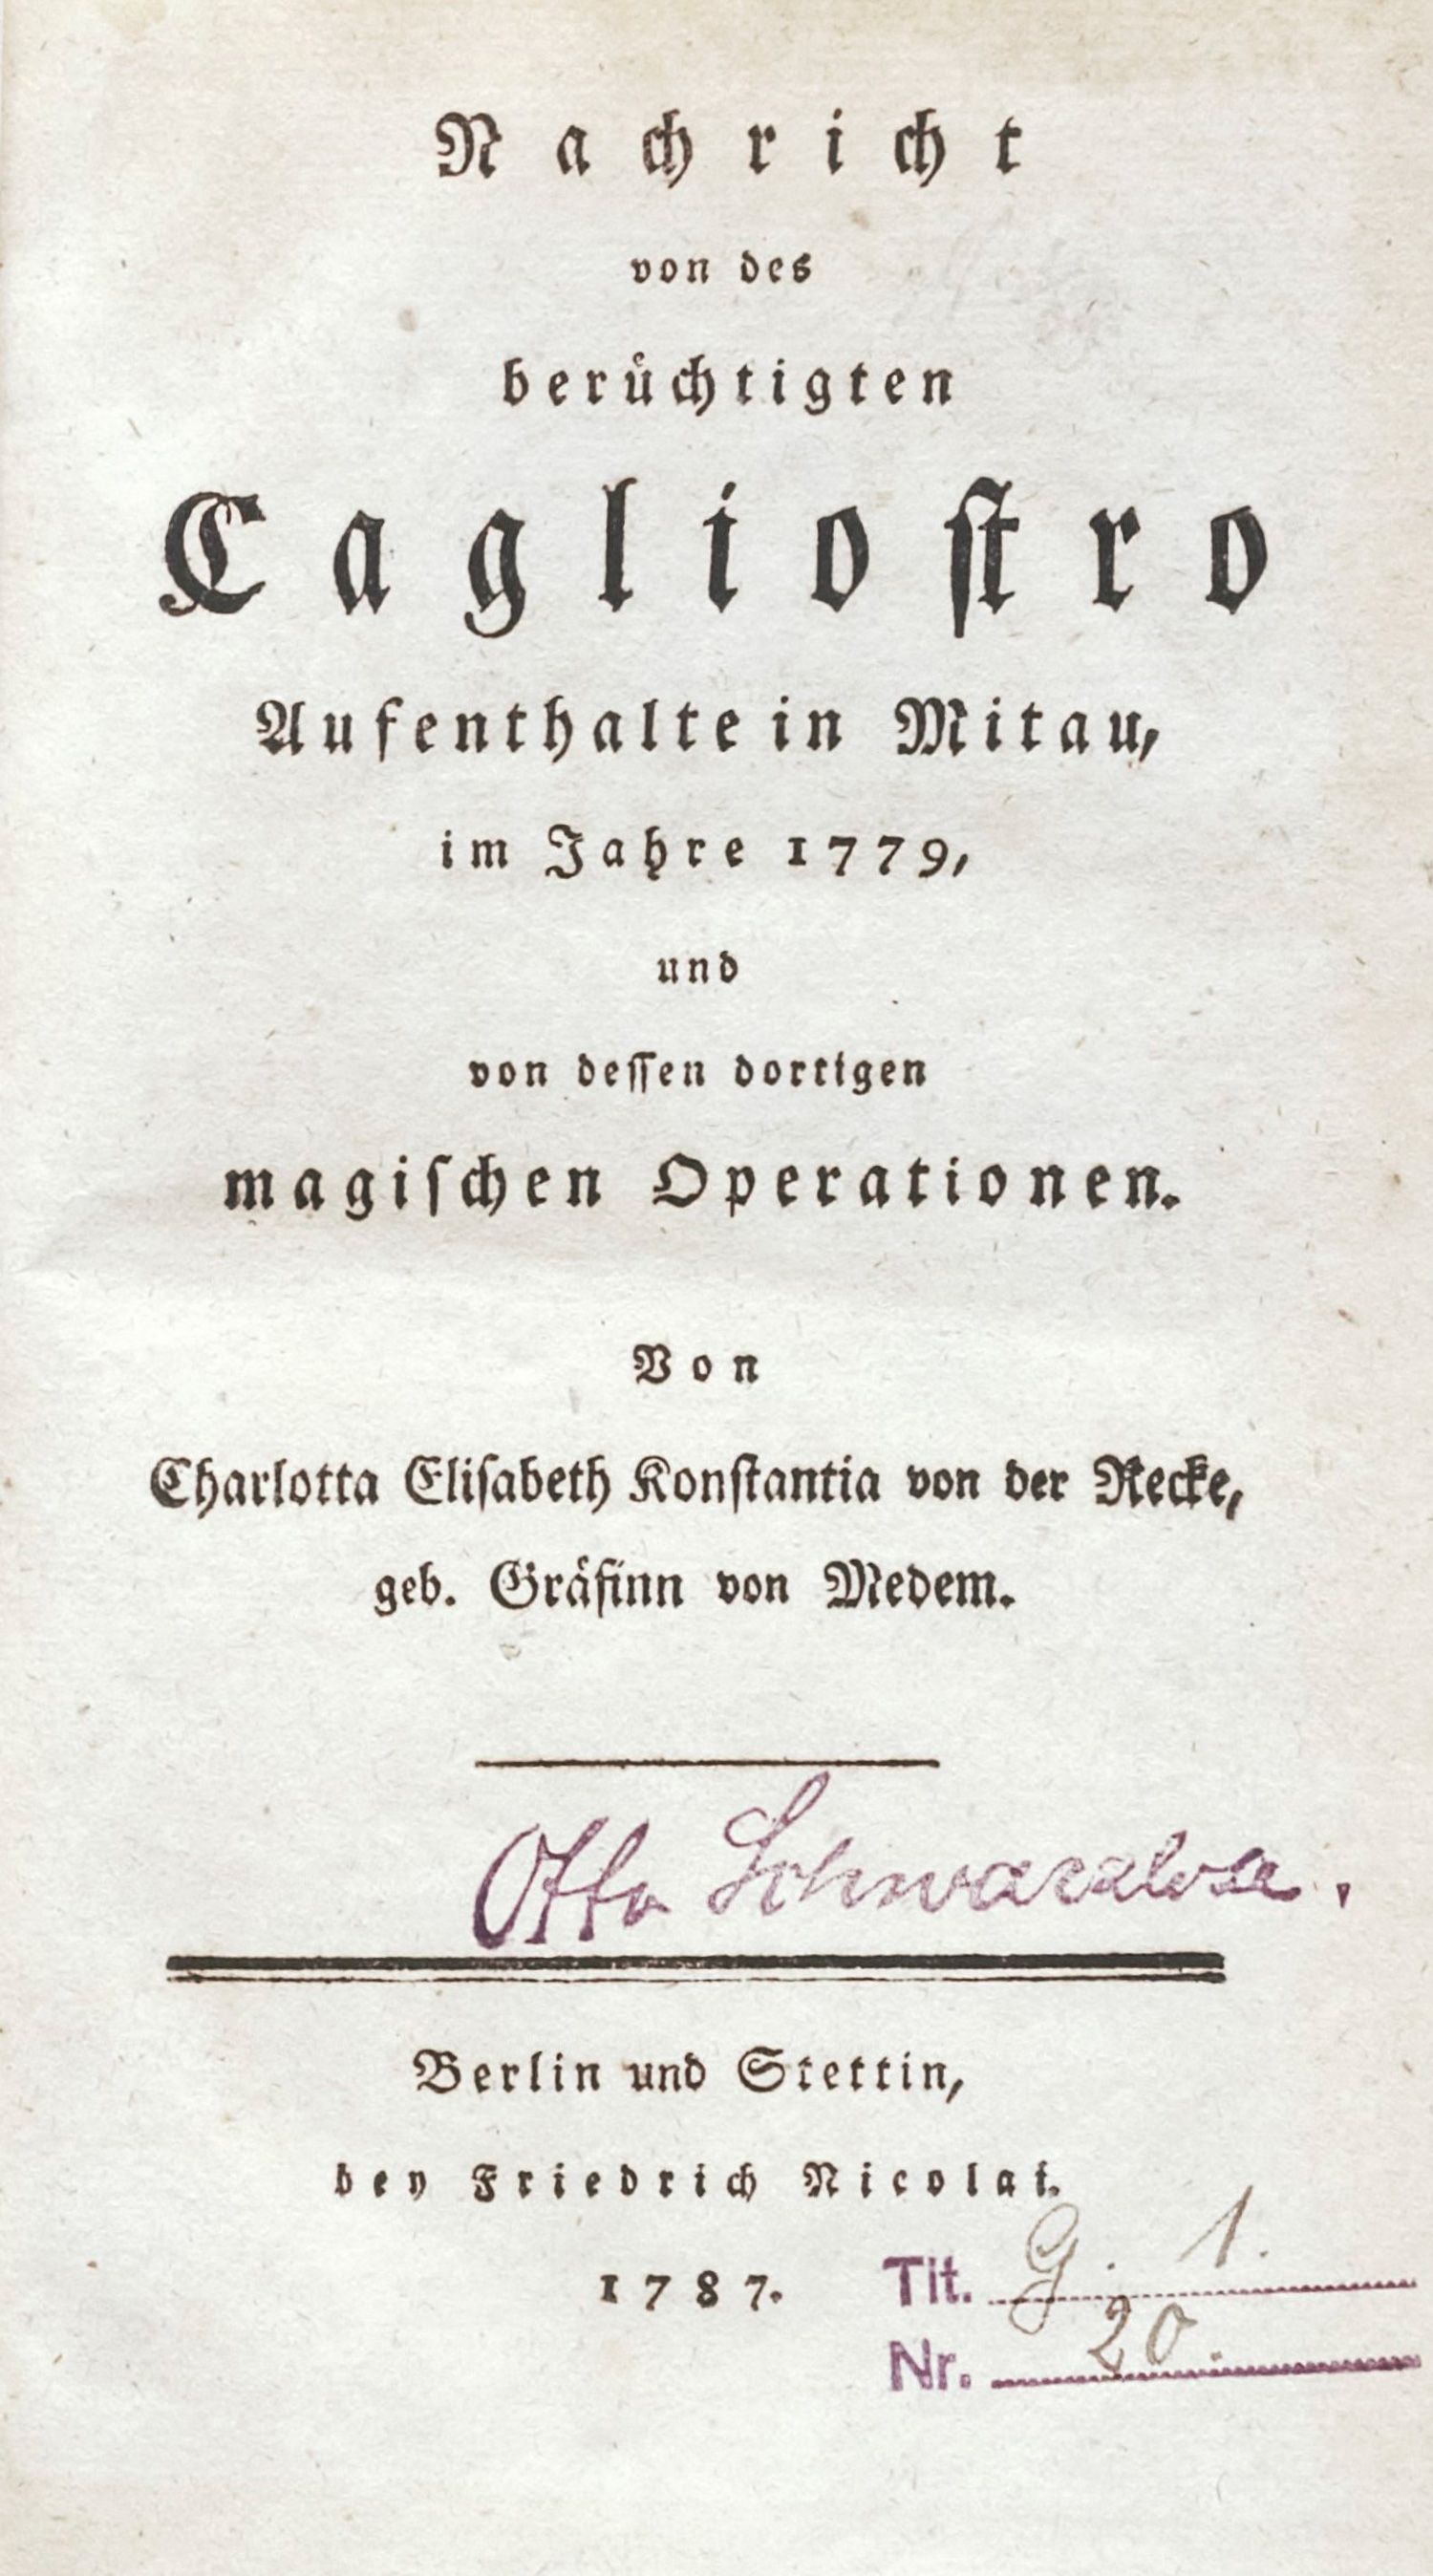 Nachricht
von des
berüchtigten
Cagliostro
Aufenthalte in Mitau,
im Jahre 1779,
und
von dessen dortigen
magischen Operationen.
Von
Charlotta Elisabeth Konstantia von der Recke,
geb. Gräfinn von Medem.
Otto Schwarzlose.
Berlin und Stettin,
bey Friedrich Nicolai.
1787.
Tit. G. 1.
Nr. 20.